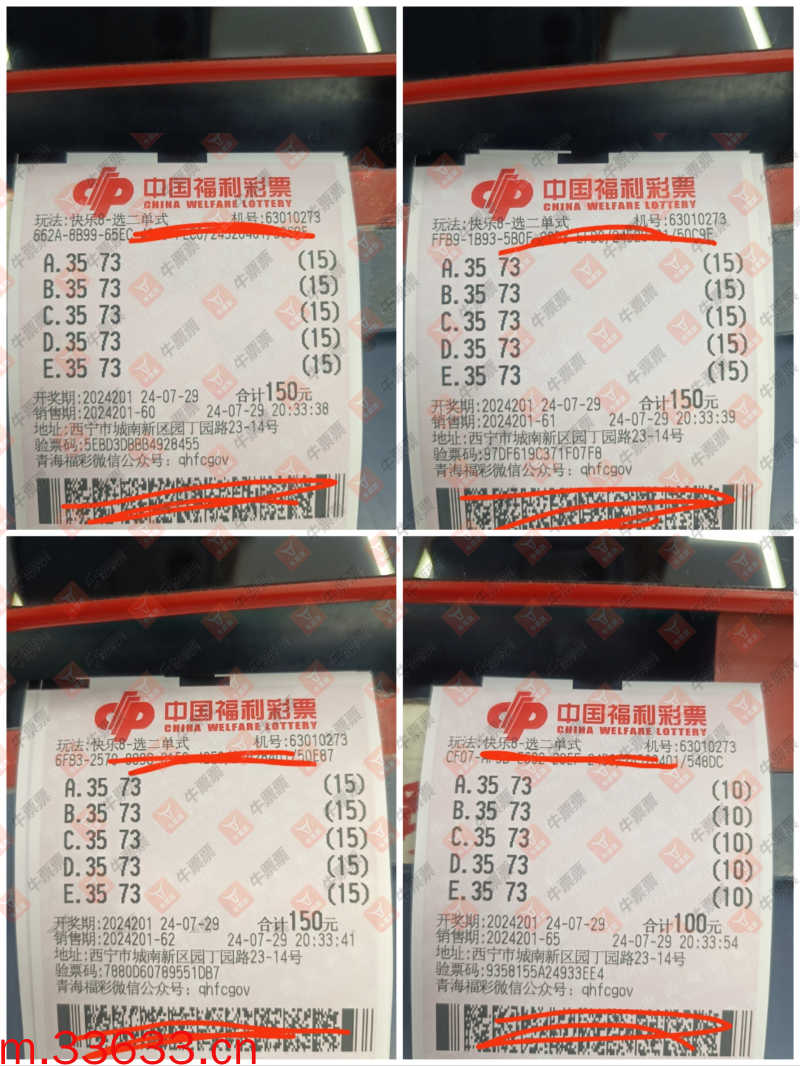 中国福利彩票
CHINA WELFARE LOTTERY
玩法:快乐8-选二单式 机号:63010273
662A-8B99-65EC
A.35 73 (15)
B.35 73 (15)
C.35 73 (15)
D.35 73 (15)
E.35 73 (15)
开奖期:2024201 24-07-29 合计150元
销售期:2024201-60 24-07-29 20:33:38
地址:西宁市城南新区园丁园路23-14号
验票码:5EBD3DBBB4928455
青海福彩微信公众号: qhfcgov
中国福利彩票
CHINA WELFARE LOTTERY
玩法:快乐8-选二单式 机号:63010273
FFB9-1B93-5B0F
A.35 73 (15)
B.35 73 (15)
C.35 73 (15)
D.35 73 (15)
E.35 73 (15)
开奖期:2024201 24-07-29 合计150元
销售期:2024201-61 24-07-29 20:33:39
地址:西宁市城南新区园丁园路23-14号
验票码:97DF619C371F07F8
青海福彩微信公众号: qhfcgov
中国福利彩票
CHINA WELFARE LOTTERY
玩法:快乐8-选二单式 机号:63010273
6FB3-2579 /50E87
A.35 73 (15)
B.35 73 (15)
C.35 73 (15)
D.35 73 (15)
E.35 73 (15)
开奖期:2024201 24-07-29 合计150元
销售期:2024201-62 24-07-29 20:33:41
地址:西宁市城南新区园丁园路23-14号
验票码:7880D60789551DB7
青海福彩微信公众号: qhfcgov
中国福利彩票
CHINA WELFARE LOTTERY
玩法:快乐8-选二单式 机号:63010273
CF07 /548DC
A.35 73 (10)
B.35 73 (10)
C.35 73 (10)
D.35 73 (10)
E.35 73 (10)
开奖期:2024201 24-07-29 合计100元
销售期:2024201-65 24-07-29 20:33:54
地址:西宁市城南新区园丁园路23-14号
验票码:9358155A24933EE4
青海福彩微信公众号: qhfcgov
牛票票
m.33633.cn